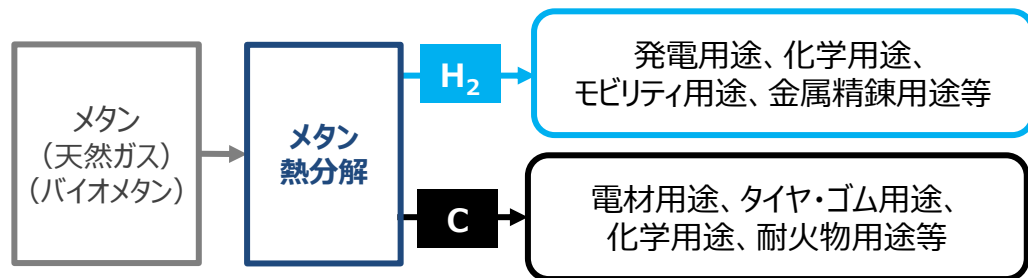 メタン
（天然ガス）
（バイオメタン）
メタン
熱分解
H₂
発電用途、化学用途、
モビリティ用途、金属精錬用途等
C
電材用途、タイヤ・ゴム用途、
化学用途、耐火物用途等